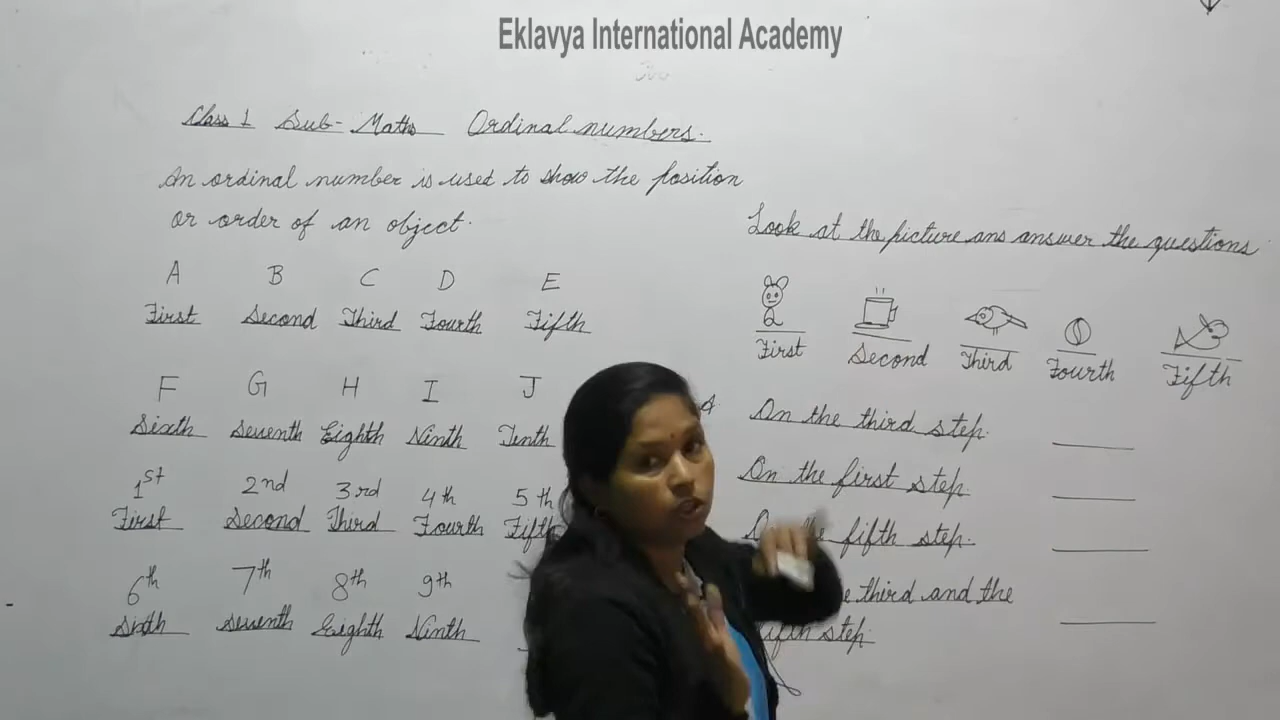 Eklavya International Academy
Class 1 Sub- Maths Ordinal numbers.
An ordinal number is used to show the position
or order of an object.
A B C D E
First Second Third Fourth Fifth
F G H I J
Sixth Seventh Eighth Ninth Tenth
1st 2nd 3rd 4th 5th
First Second Third Fourth Fifth
6th 7th 8th 9th
Sixth Seventh Eighth Ninth
Look at the picture ans answer the questions
First Second Third Fourth Fifth
On the third step.
On the first step.
the fifth step.
third and the
step.